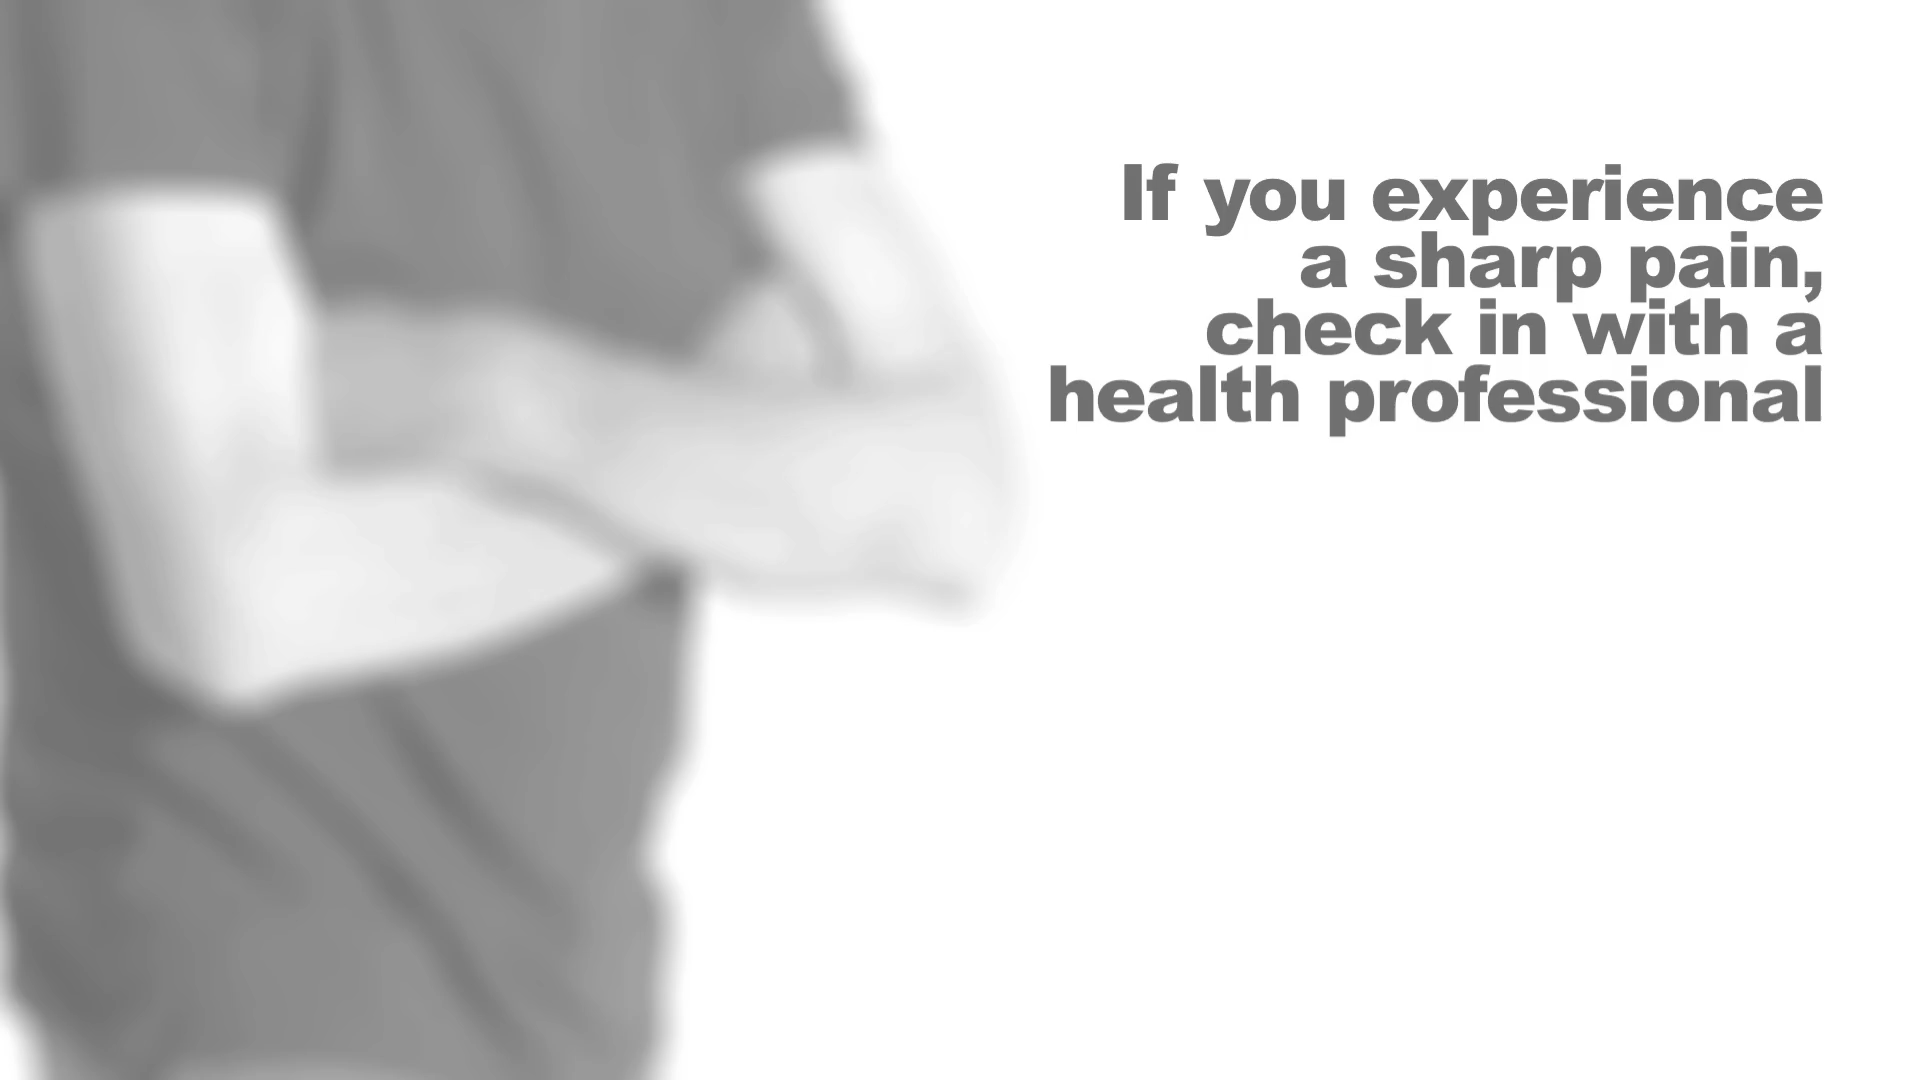 If you experience
a sharp pain,
check in with a
health professional